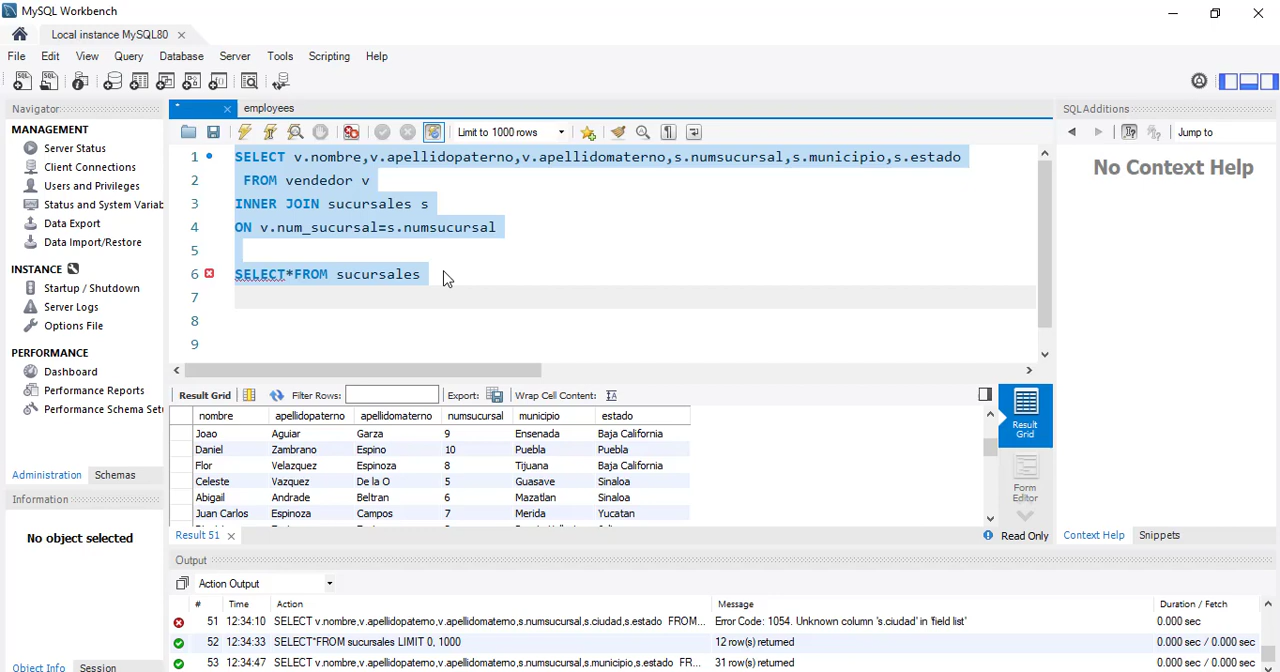 MySQL Workbench
Local instance MySQL80
File Edit View Query Database Server Tools Scripting Help
Navigator
MANAGEMENT
Server Status
Client Connections
Users and Privileges
Status and System Variab
Data Export
Data Import/Restore
INSTANCE
Startup / Shutdown
Server Logs
Options File
PERFORMANCE
Dashboard
Performance Reports
Performance Schema Setu
Administration Schemas
Information
No object selected
Object Info Session
* employees
Limit to 1000 rows
1 SELECT v.nombre,v.apellidopaterno,v.apellidomaterno,s.numsucursal,s.municipio,s.estado
2 FROM vendedor v
3 INNER JOIN sucursales s
4 ON v.num_sucursal=s.numsucursal
5
6 SELECT*FROM sucursales
7
8
9
Result Grid Filter Rows: Export: Wrap Cell Content:
nombre apellidopaterno apellidomaterno numsucursal municipio estado
Joao Aguiar Garza 9 Ensenada Baja California
Daniel Zambrano Espino 10 Puebla Puebla
Flor Velazquez Espinoza 8 Tijuana Baja California
Celeste Vazquez De la O 5 Guasave Sinaloa
Abigail Andrade Beltran 6 Mazatlan Sinaloa
Juan Carlos Espinoza Campos 7 Merida Yucatan
Result Grid
Form Editor
Result 51
Read Only
SQLAdditions
Jump to
No Context Help
Context Help Snippets
Output
Action Output
# Time Action Message Duration / Fetch
51 12:34:10 SELECT v.nombre,v.apellidopaterno,v.apellidomaterno,s.numsucursal,s.ciudad,s.estado FROM... Error Code: 1054. Unknown column 's.ciudad' in 'field list' 0.000 sec
52 12:34:33 SELECT*FROM sucursales LIMIT 0, 1000 12 row(s) returned 0.000 sec / 0.000 sec
53 12:34:47 SELECT v.nombre,v.apellidopaterno,v.apellidomaterno,s.numsucursal,s.municipio,s.estado FR... 31 row(s) returned 0.000 sec / 0.000 sec